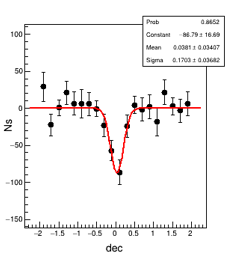 Prob 0.8652
Constant −86.79 ± 16.69
Mean 0.0381 ± 0.03407
Sigma 0.1703 ± 0.03682
100
50
0
−50
−100
−150
Ns
−2 −1.5 −1 −0.5 0 0.5 1 1.5 2
dec